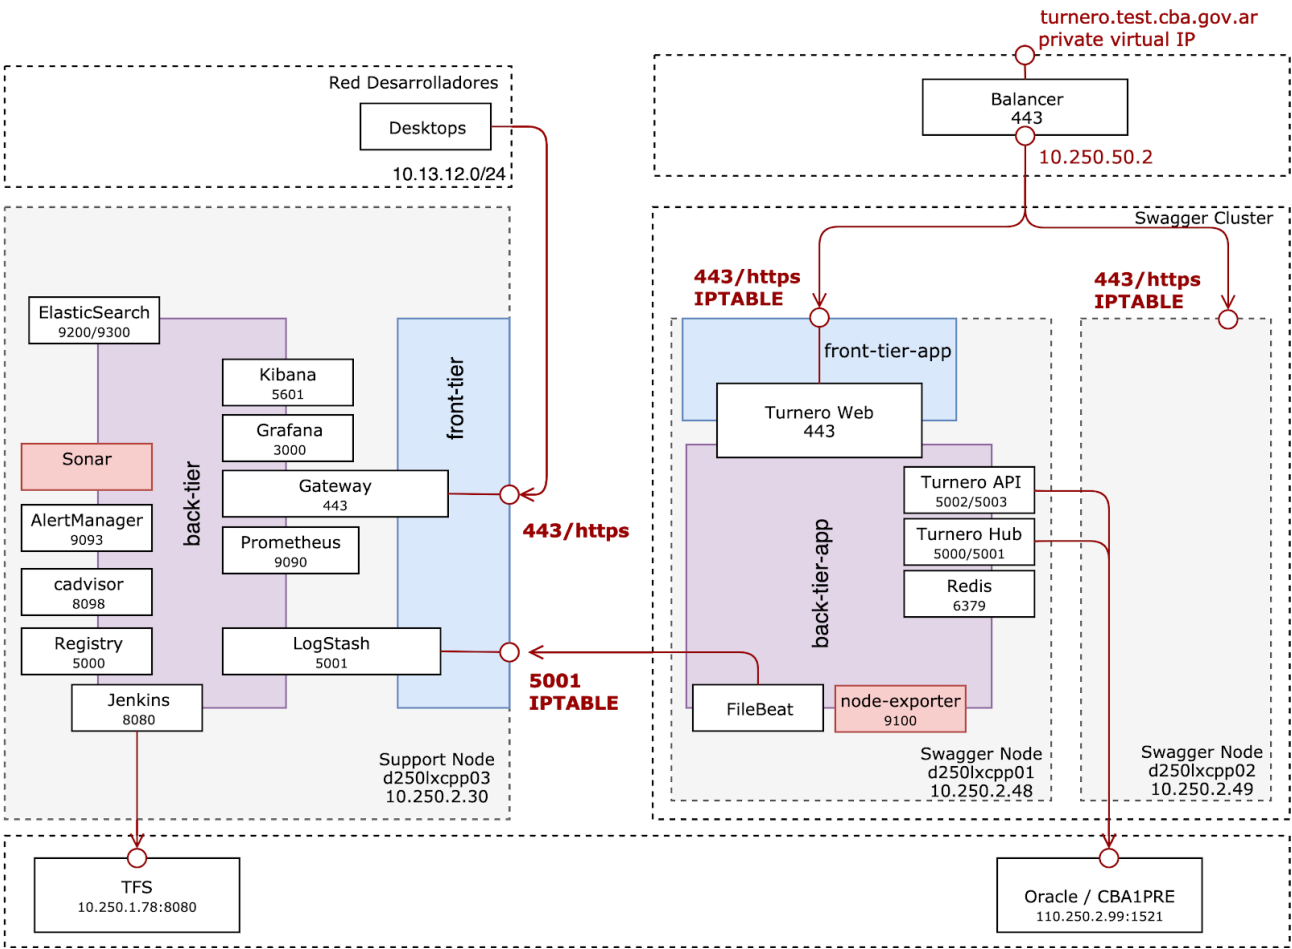 turnero.test.cba.gov.ar
private virtual IP
Red Desarrolladores
Desktops
10.13.12.0/24
Balancer
443
10.250.50.2
Swagger Cluster
443/https
IPTABLE
443/https
IPTABLE
ElasticSearch
9200/9300
Kibana
5601
Grafana
3000
Sonar
Gateway
443
AlertManager
9093
Prometheus
9090
cadvisor
8098
Registry
5000
LogStash
5001
Jenkins
8080
back-tier
front-tier
443/https
5001
IPTABLE
Support Node
d250lxcpp03
10.250.2.30
front-tier-app
Turnero Web
443
Turnero API
5002/5003
Turnero Hub
5000/5001
Redis
6379
back-tier-app
FileBeat
node-exporter
9100
Swagger Node
d250lxcpp01
10.250.2.48
Swagger Node
d250lxcpp02
10.250.2.49
TFS
10.250.1.78:8080
Oracle / CBA1PRE
110.250.2.99:1521